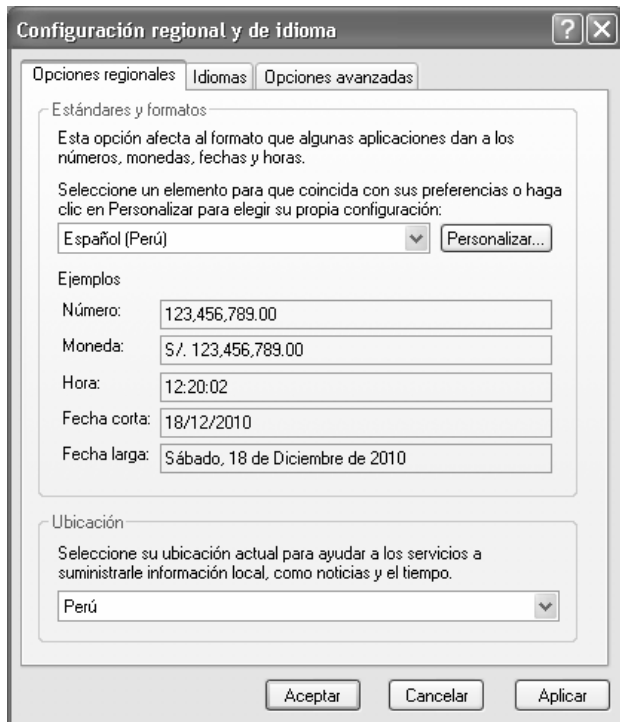 Configuración regional y de idioma
Opciones regionales Idiomas Opciones avanzadas
Estándares y formatos
Esta opción afecta al formato que algunas aplicaciones dan a los
números, monedas, fechas y horas.
Seleccione un elemento para que coincida con sus preferencias o haga
clic en Personalizar para elegir su propia configuración:
Español (Perú) Personalizar...
Ejemplos
Número: 123,456,789.00
Moneda: S/. 123,456,789.00
Hora: 12:20:02
Fecha corta: 18/12/2010
Fecha larga: Sábado, 18 de Diciembre de 2010
Ubicación
Seleccione su ubicación actual para ayudar a los servicios a
suministrarle información local, como noticias y el tiempo.
Perú
Aceptar Cancelar Aplicar